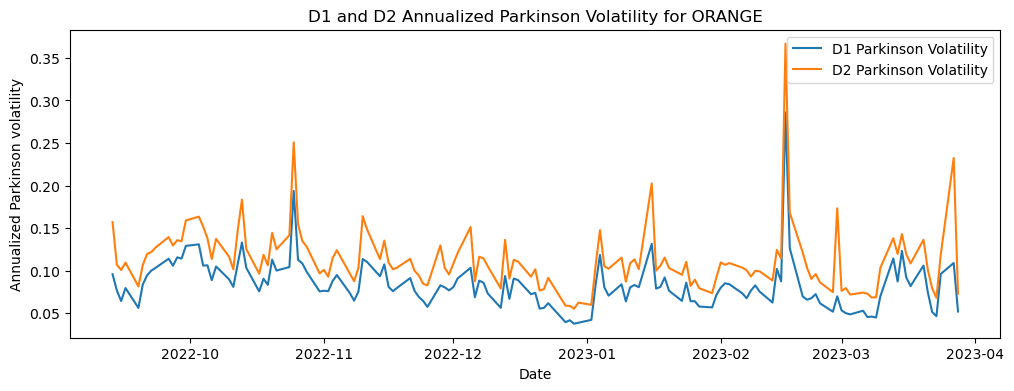 D1 and D2 Annualized Parkinson Volatility for ORANGE
D1 Parkinson Volatility
D2 Parkinson Volatility
Annualized Parkinson volatility
0.35
0.30
0.25
0.20
0.15
0.10
0.05
2022-10
2022-11
2022-12
2023-01
2023-02
2023-03
2023-04
Date